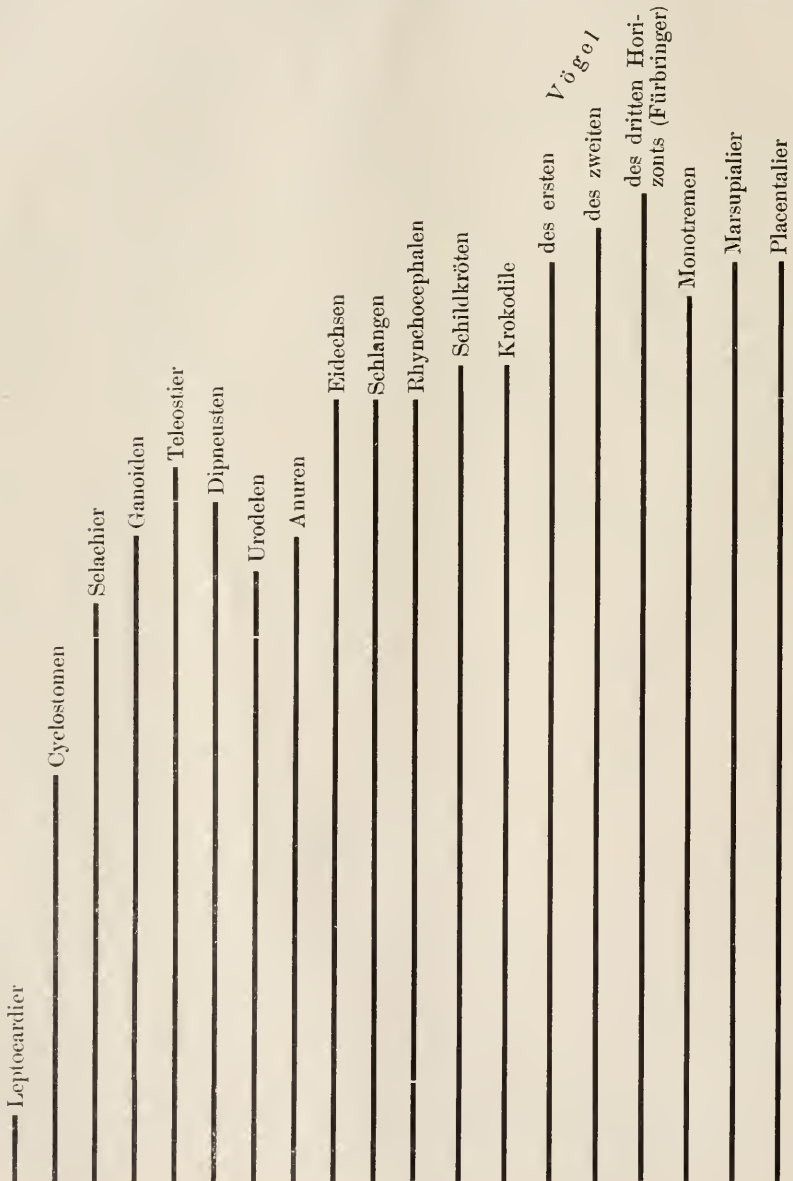 Leptocardier
Cyclostomen
Selachier
Ganoiden
Teleostier
Dipneusten
Urodelen
Anuren
Eidechsen
Schlangen
Rhynchocephalen
Schildkröten
Krokodile
Vögel
des ersten
des zweiten
des dritten Hori-
zonts (Fürbringer)
Monotremen
Marsupialier
Placentalier